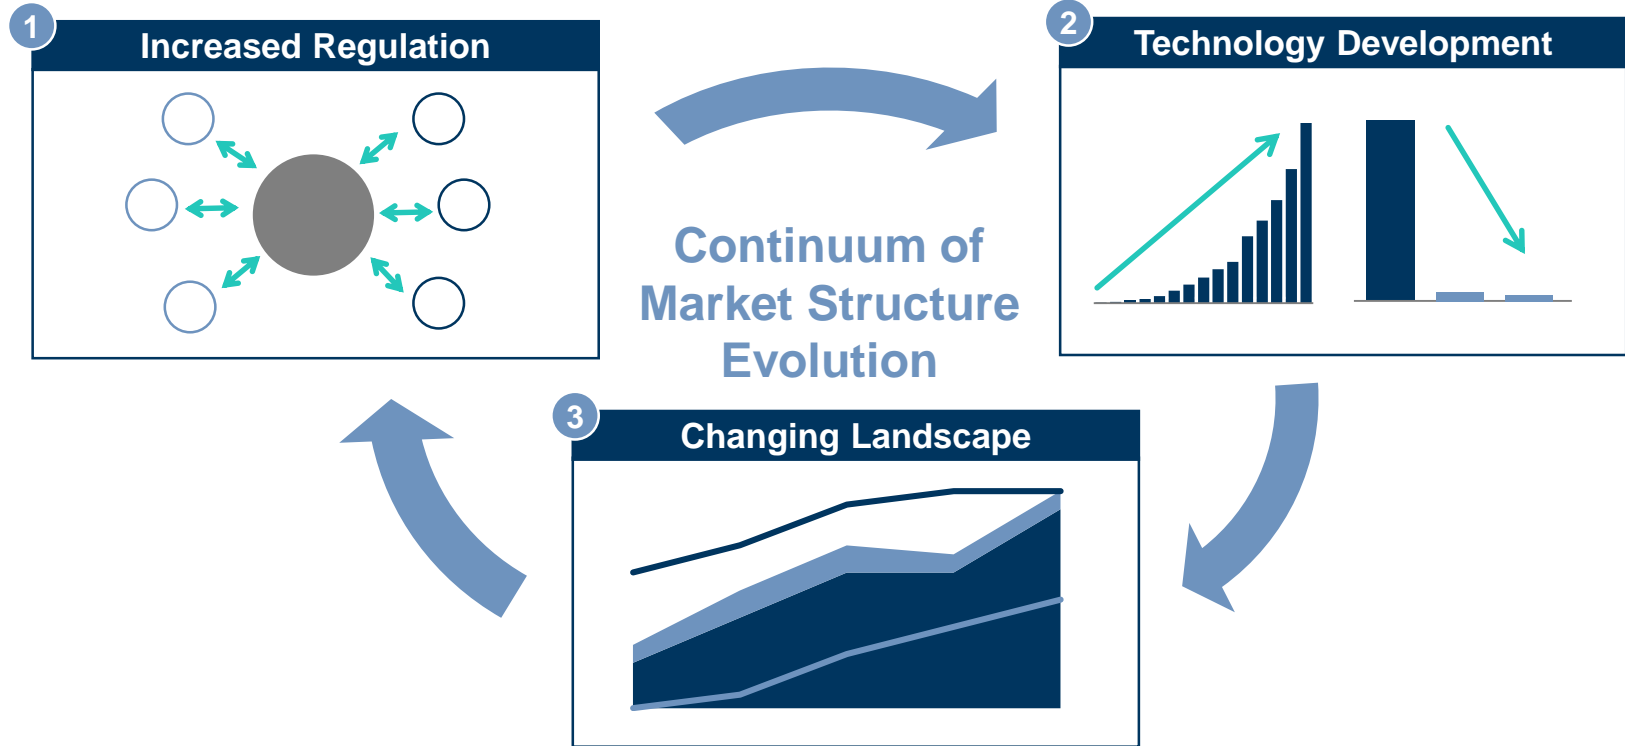 1
Increased Regulation
2
Technology Development
Continuum of
Market Structure
Evolution
3
Changing Landscape